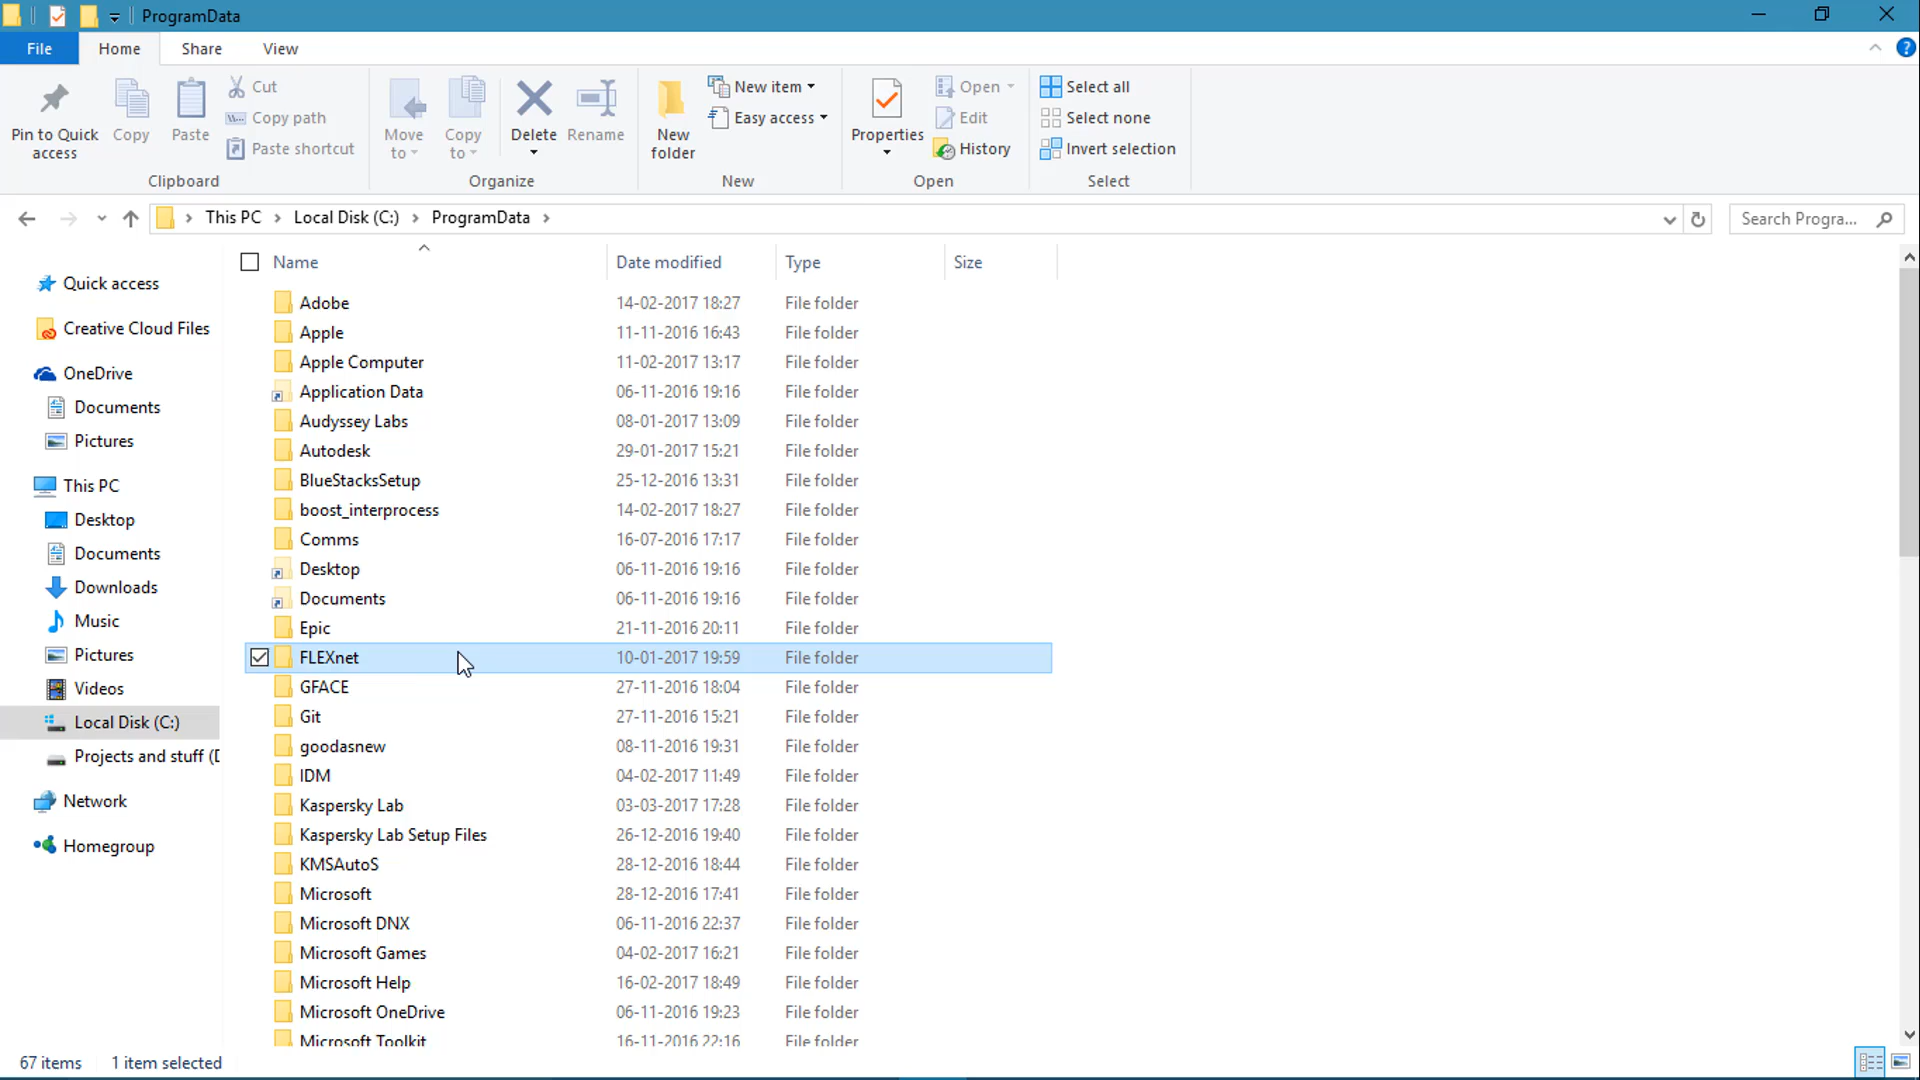 ProgramData
File Home Share View
Pin to Quick access
Copy
Paste
Cut
Copy path
Paste shortcut
Clipboard
Move to
Copy to
Delete
Rename
Organize
New folder
New item
Easy access
New
Properties
Open
Edit
History
Open
Select all
Select none
Invert selection
Select
This PC > Local Disk (C:) > ProgramData >
Search Progra...
Quick access
Creative Cloud Files
OneDrive
Documents
Pictures
This PC
Desktop
Documents
Downloads
Music
Pictures
Videos
Local Disk (C:)
Projects and stuff (D
Network
Homegroup
Name Date modified Type Size
Adobe 14-02-2017 18:27 File folder
Apple 11-11-2016 16:43 File folder
Apple Computer 11-02-2017 13:17 File folder
Application Data 06-11-2016 19:16 File folder
Audyssey Labs 08-01-2017 13:09 File folder
Autodesk 29-01-2017 15:21 File folder
BlueStacksSetup 25-12-2016 13:31 File folder
boost_interprocess 14-02-2017 18:27 File folder
Comms 16-07-2016 17:17 File folder
Desktop 06-11-2016 19:16 File folder
Documents 06-11-2016 19:16 File folder
Epic 21-11-2016 20:11 File folder
FLEXnet 10-01-2017 19:59 File folder
GFACE 27-11-2016 18:04 File folder
Git 27-11-2016 15:21 File folder
goodasnew 08-11-2016 19:31 File folder
IDM 04-02-2017 11:49 File folder
Kaspersky Lab 03-03-2017 17:28 File folder
Kaspersky Lab Setup Files 26-12-2016 19:40 File folder
KMSAutoS 28-12-2016 18:44 File folder
Microsoft 28-12-2016 17:41 File folder
Microsoft DNX 06-11-2016 22:37 File folder
Microsoft Games 04-02-2017 16:21 File folder
Microsoft Help 16-02-2017 18:49 File folder
Microsoft OneDrive 06-11-2016 19:23 File folder
Microsoft Toolkit 16-11-2016 22:16 File folder
67 items 1 item selected